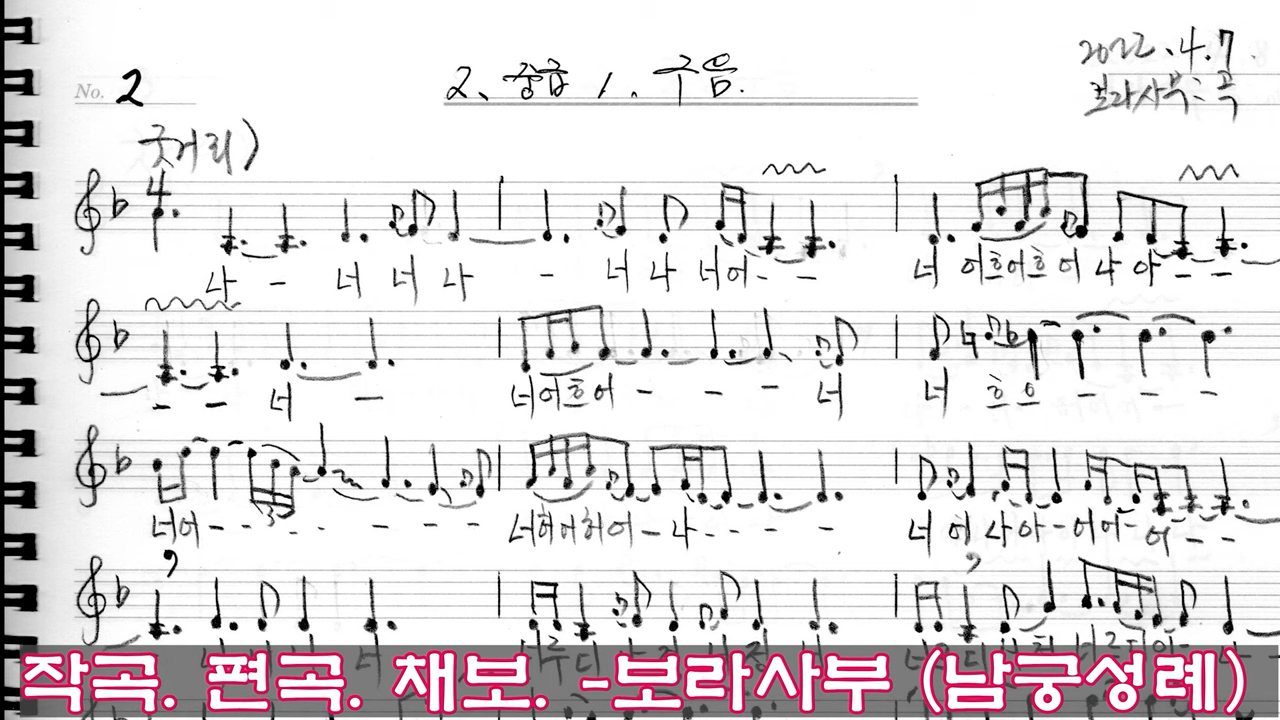 2022.4.7.
No. 2
2、중급 1. 구음.
보라사부: 곡
굿거리)
나 - 너 너 나 - 너 나 너어 - - 너 어흐어흐 어 나 아 - -
- - 너 - 너어흐어 - - - 너 너 흐으 - - -
너어 - - 3 - - - - 너허어허어 - 나 - - - - 너 어 나아 - 어어 - 어 - -
작곡. 편곡. 채보. -보라사부 (남궁성례)